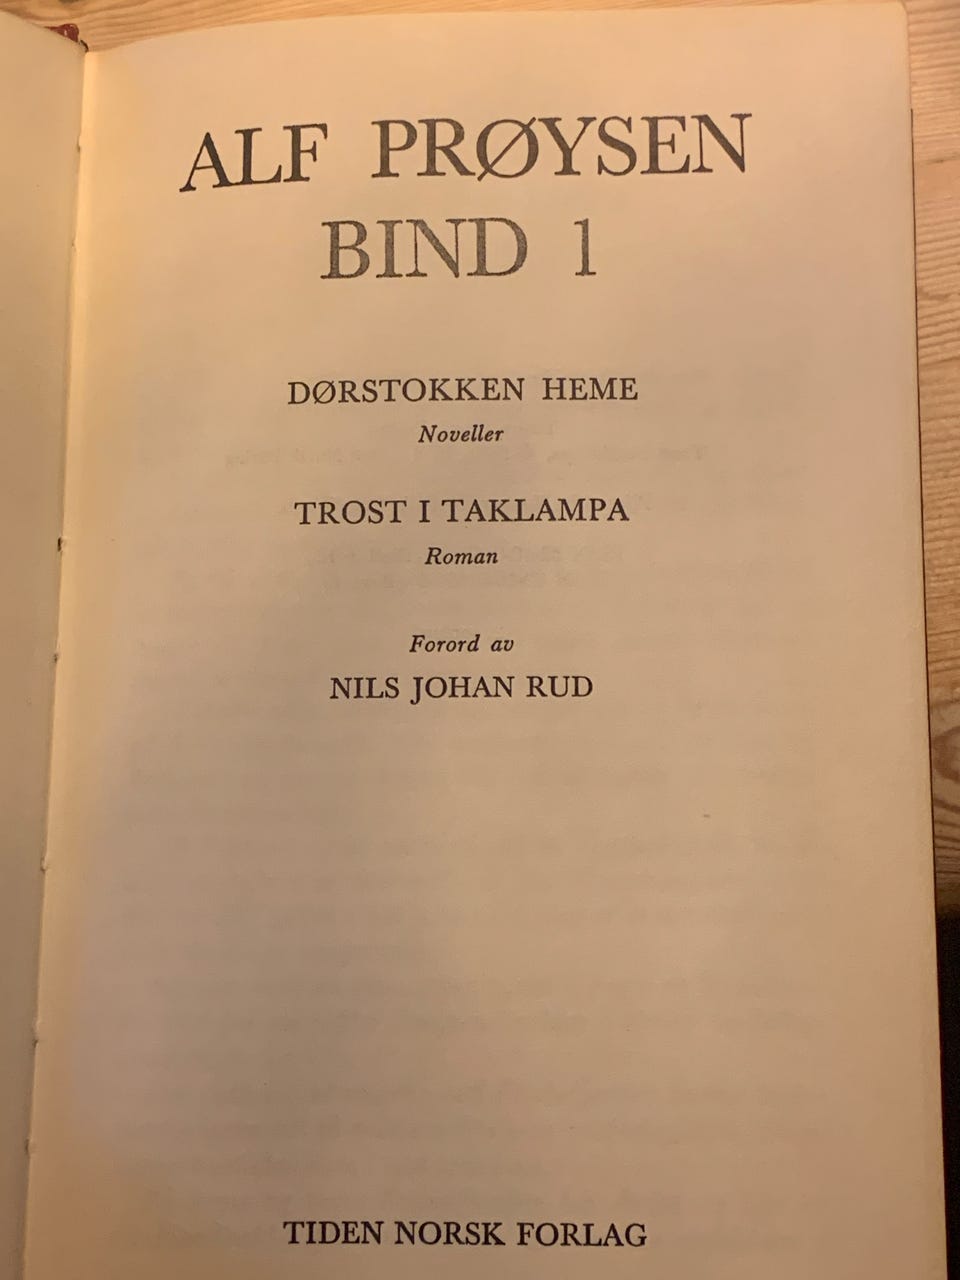 ALF PRØYSEN
BIND 1
DØRSTOKKEN HEME
Noveller
TROST I TAKLAMPA
Roman
Forord av
NILS JOHAN RUD
TIDEN NORSK FORLAG